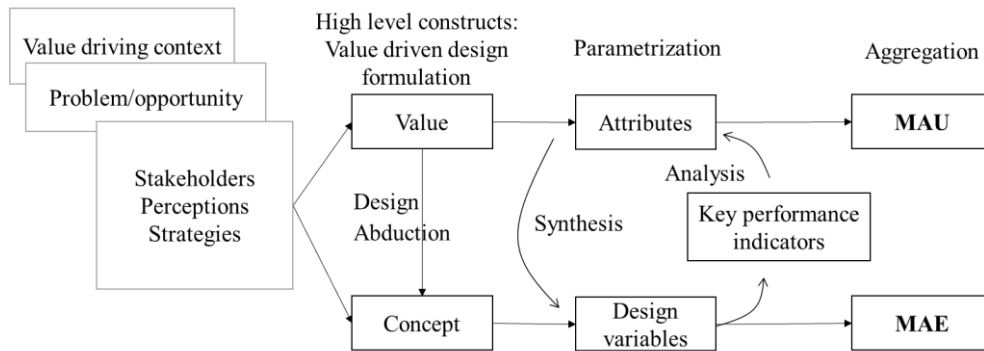 High level constructs:
Value driven design
formulation
Parametrization
Aggregation
Value driving context
Problem/opportunity
Stakeholders
Perceptions
Strategies
Value
Attributes
MAU
Design
Abduction
Synthesis
Analysis
Key performance
indicators
Concept
Design
variables
MAE